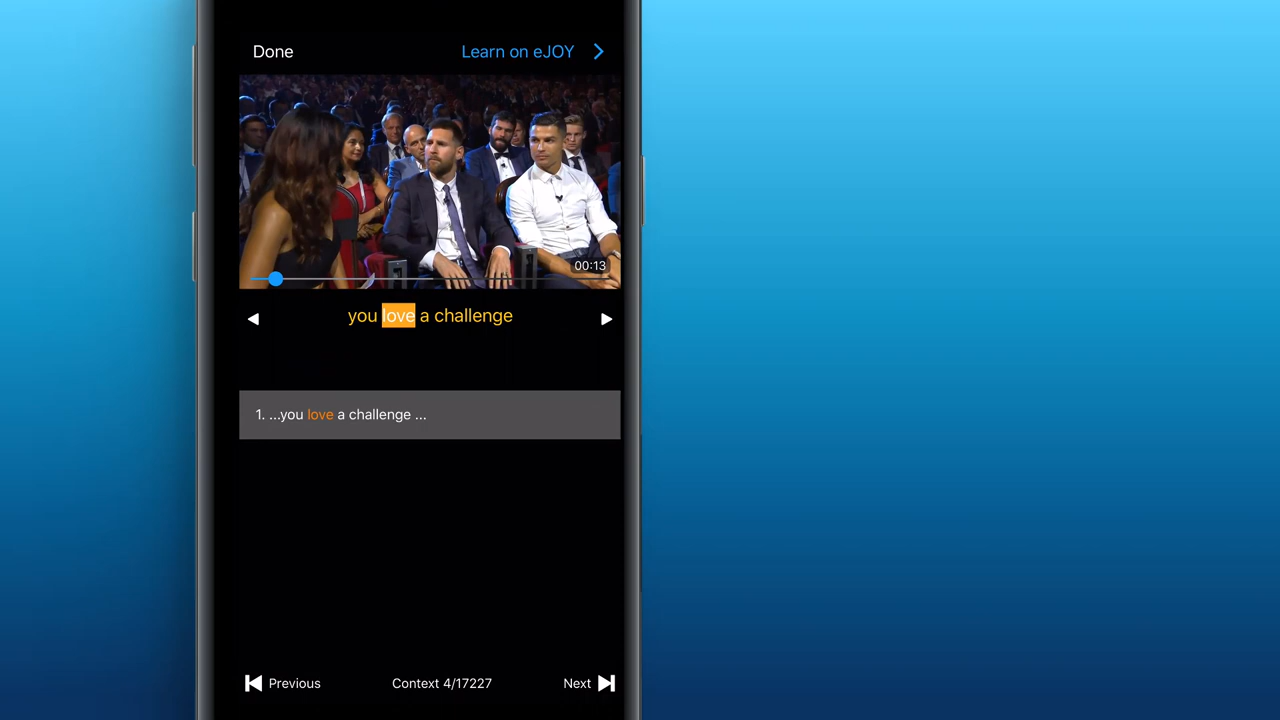 Done
Learn on eJOY
00:13
you love a challenge
1. ...you love a challenge ...
Previous
Context 4/17227
Next